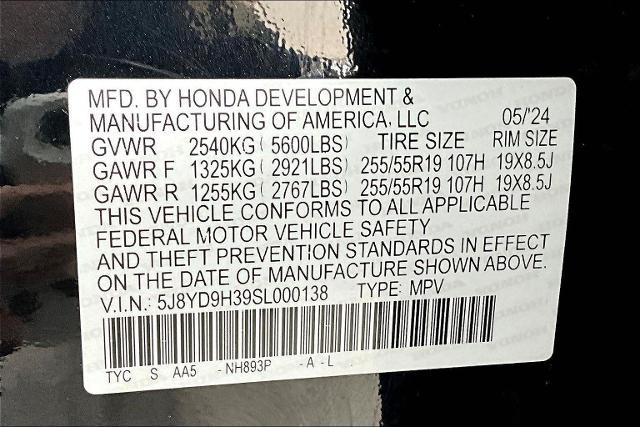 MFD. BY HONDA DEVELOPMENT &
MANUFACTURING OF AMERICA, LLC 05/'24
GVWR 2540KG ( 5600LBS) TIRE SIZE RIM SIZE
GAWR F 1325KG ( 2921LBS) 255/55R19 107H 19X8.5J
GAWR R 1255KG ( 2767LBS) 255/55R19 107H 19X8.5J
THIS VEHICLE CONFORMS TO ALL APPLICABLE
FEDERAL MOTOR VEHICLE SAFETY
AND THEFT PREVENTION STANDARDS IN EFFECT
ON THE DATE OF MANUFACTURE SHOWN ABOVE.
V.I.N.: 5J8YD9H39SL000138 TYPE: MPV
TYC S AA5 -NH893P -A-L